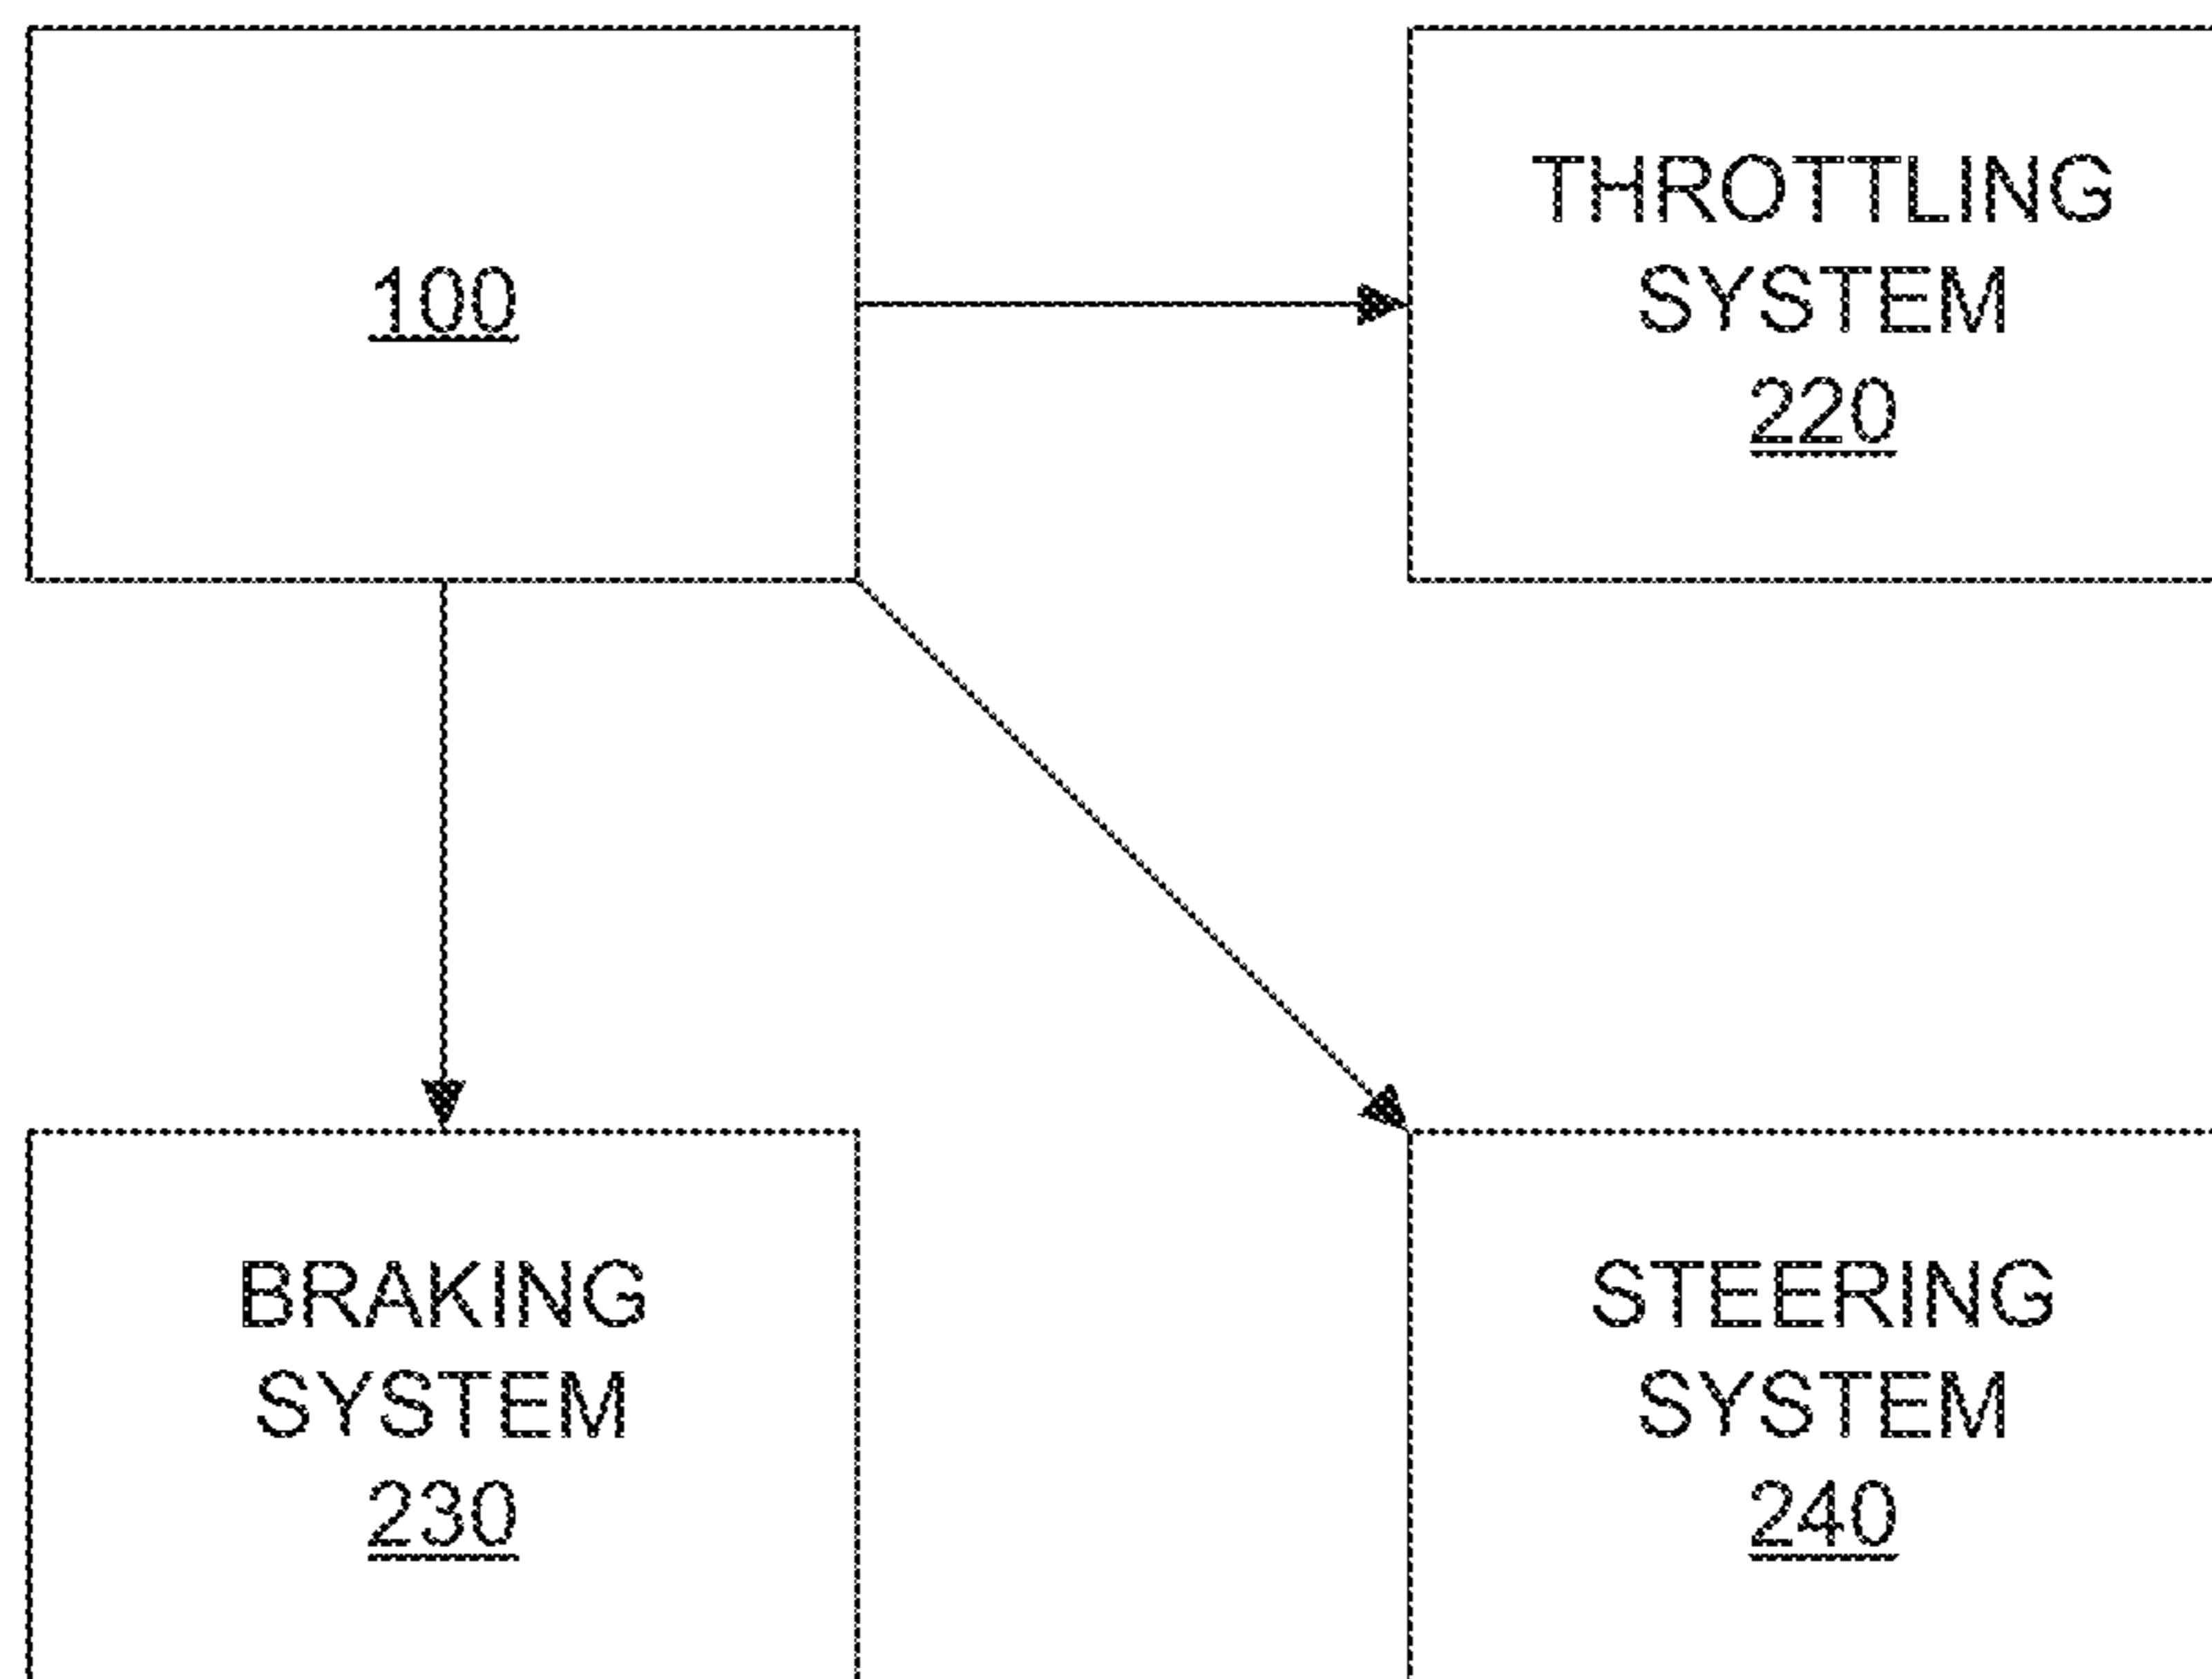 100
THROTTLING
SYSTEM
220
BRAKING
SYSTEM
230
STEERING
SYSTEM
240